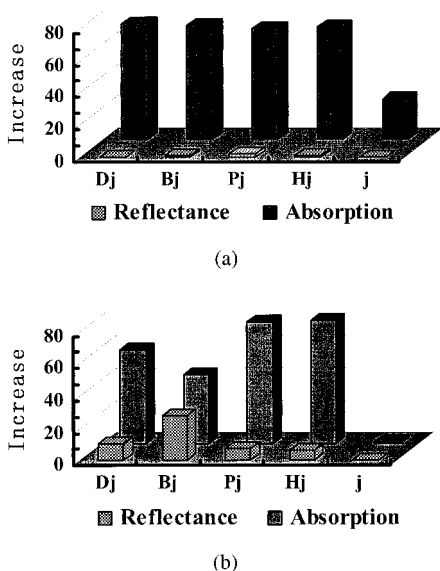 80
60
40
20
0
Increase
Dj Bj Pj Hj j
Reflectance Absorption
(a)
80
60
40
20
0
Increase
Dj Bj Pj Hj j
Reflectance Absorption
(b)